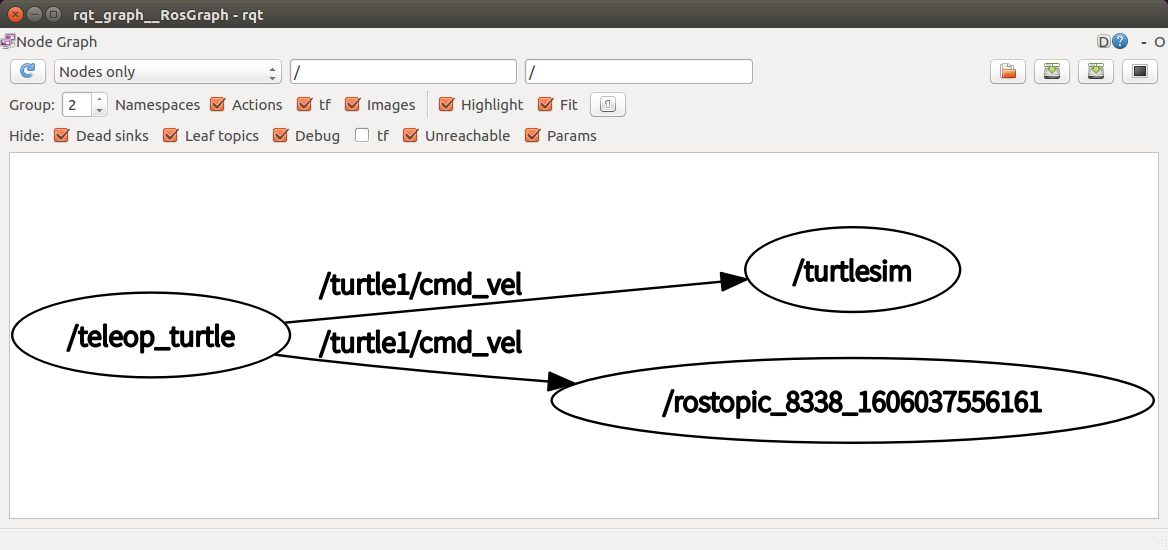 rqt_graph__RosGraph - rqt
Node Graph D ? - O
Nodes only / /
Group: 2 Namespaces Actions tf Images Highlight Fit
Hide: Dead sinks Leaf topics Debug tf Unreachable Params
/turtlesim
/turtle1/cmd_vel
/teleop_turtle
/turtle1/cmd_vel
/rostopic_8338_1606037556161